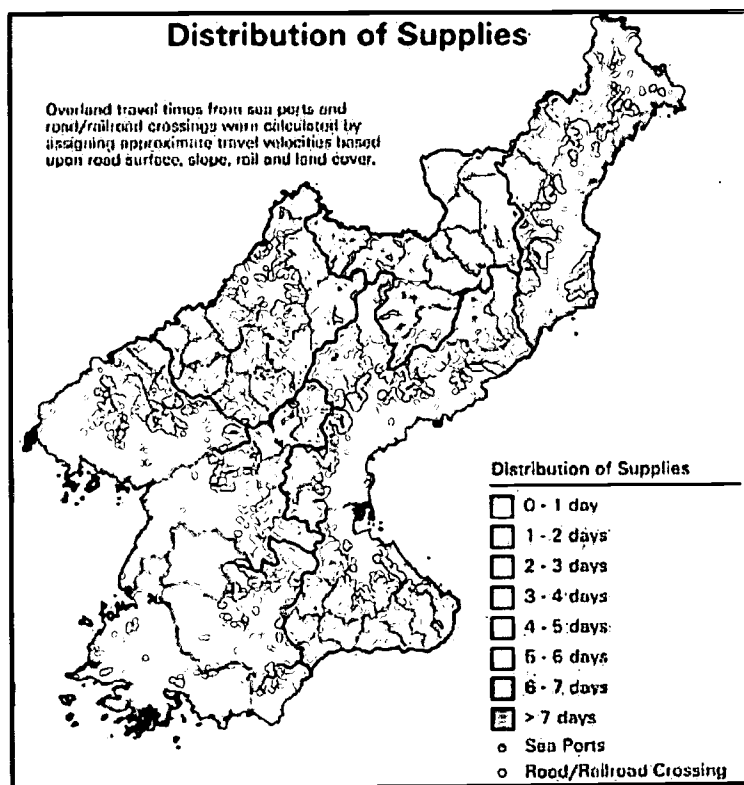 Distribution of Supplies
Overland travel times from sea ports and
road/railroad crossings were calculated by
assigning approximate travel velocities based
upon road surface, slope, rail and land cover.
Distribution of Supplies
0 - 1 day
1 - 2 days
2 - 3 days
3 - 4 days
4 - 5 days
5 - 6 days
6 - 7 days
> 7 days
Sea Ports
Road/Railroad Crossing